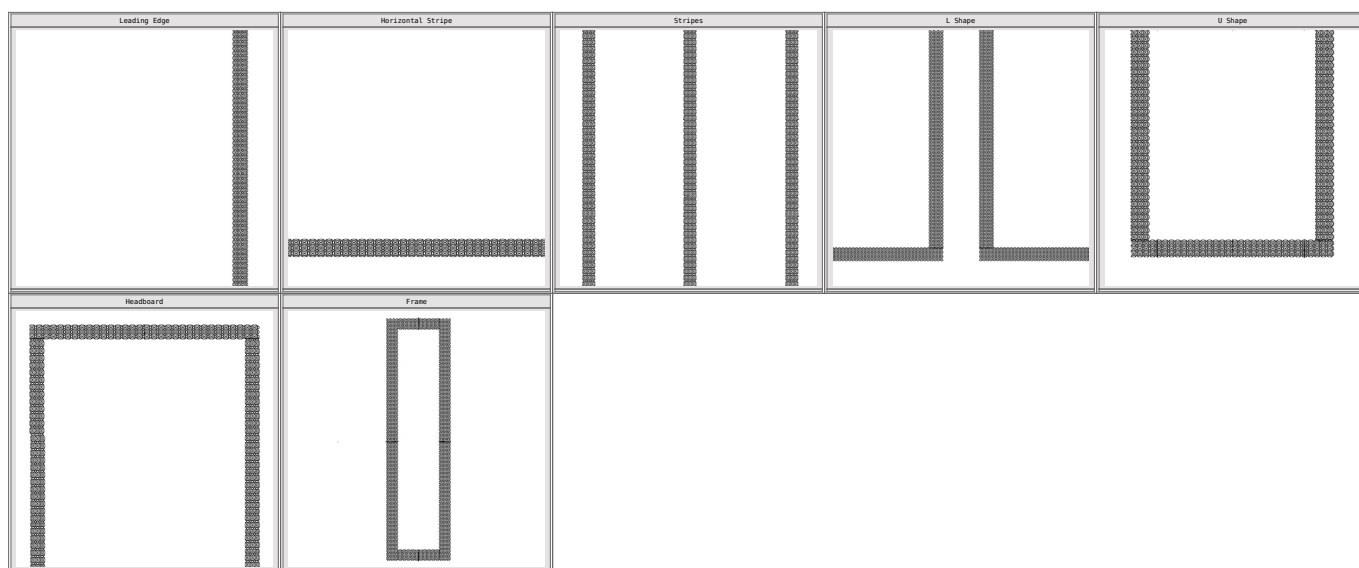 Leading Edge
Horizontal Stripe
Stripes
L Shape
U Shape
Headboard
Frame